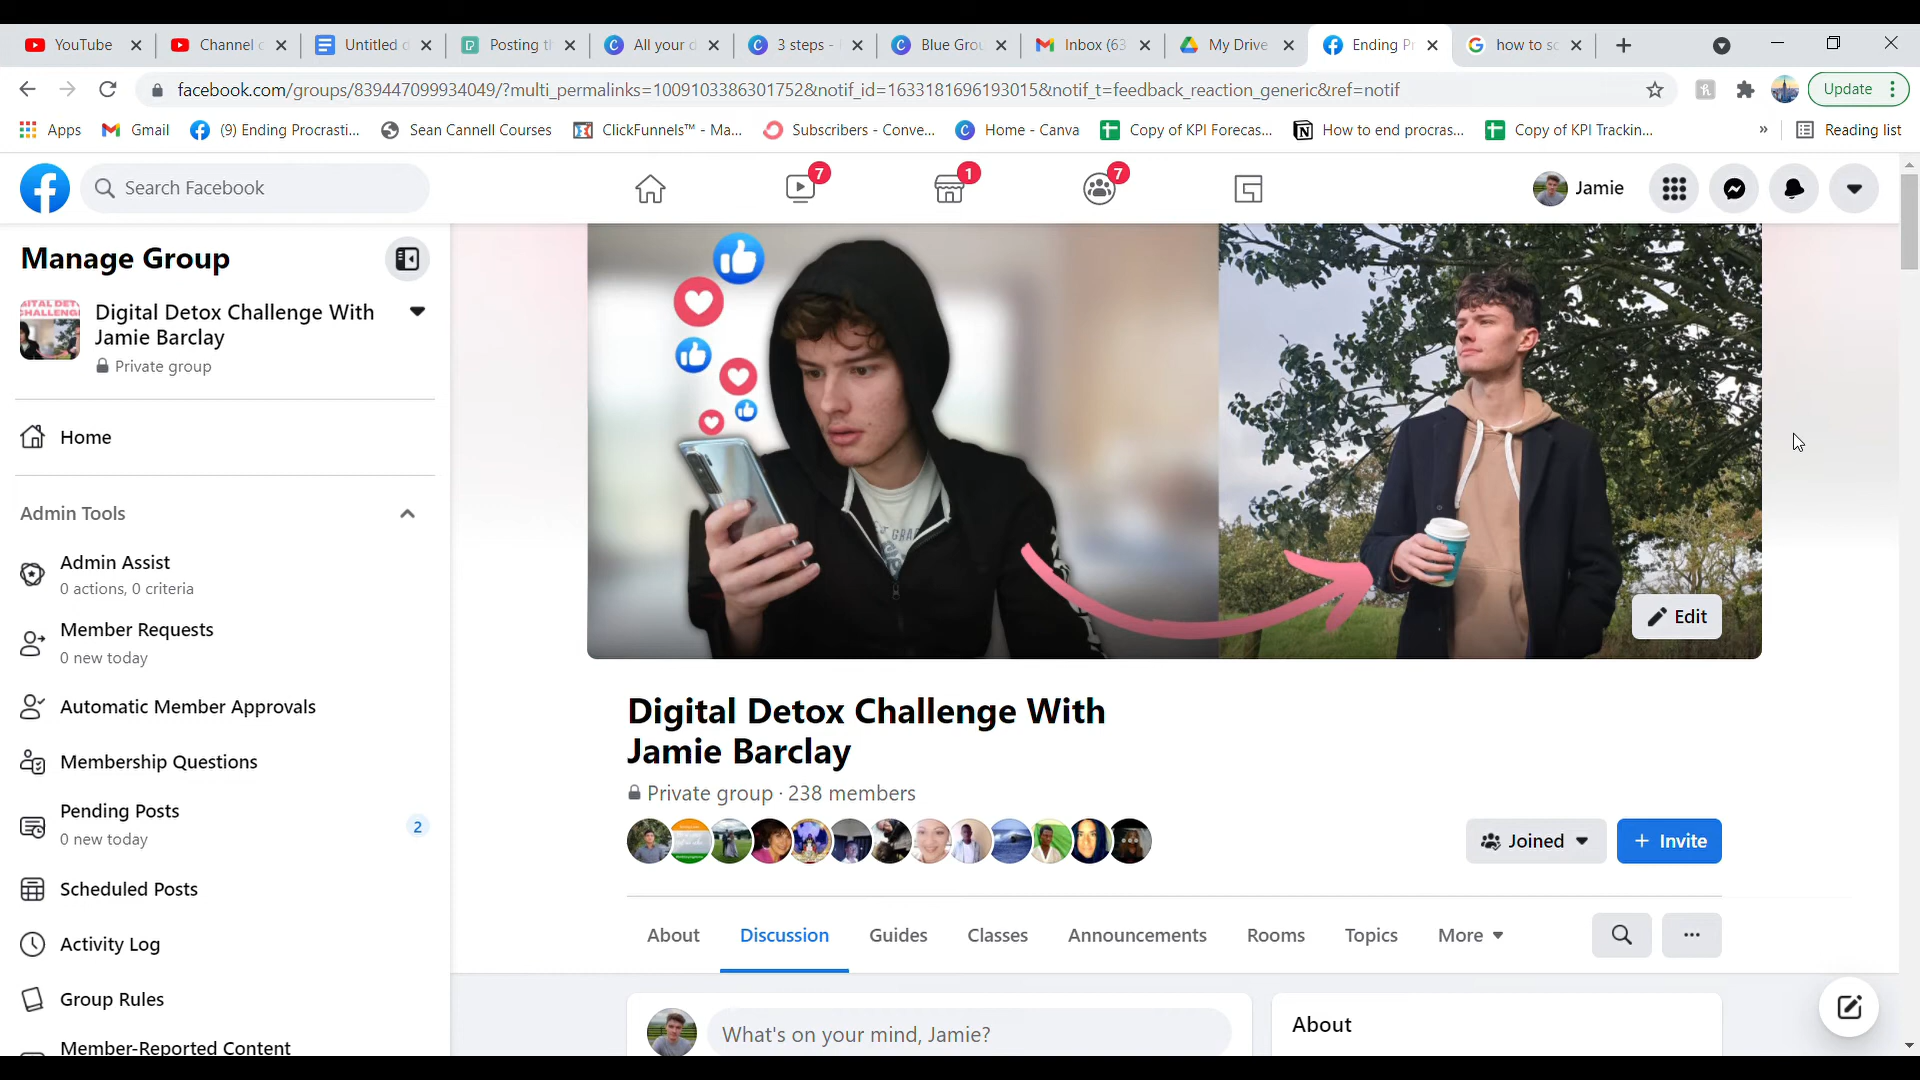 YouTube
Channel c
Untitled d
Posting th
All your d
3 steps -
Blue Grou
Inbox (63
My Drive
Ending Pr
how to sc
facebook.com/groups/839447099934049/?multi_permalinks=1009103386301752&notif_id=1633181696193015&notif_t=feedback_reaction_generic&ref=notif
Update
Apps
Gmail
(9) Ending Procrasti...
Sean Cannell Courses
ClickFunnels™ - Ma...
Subscribers - Conve...
Home - Canva
Copy of KPI Forecas...
How to end procras...
Copy of KPI Trackin...
»
Reading list
Search Facebook
7
1
7
Jamie
Manage Group
Digital Detox Challenge With
Jamie Barclay
Private group
Home
Admin Tools
Admin Assist
0 actions, 0 criteria
Member Requests
0 new today
Automatic Member Approvals
Membership Questions
Pending Posts
0 new today
2
Scheduled Posts
Activity Log
Group Rules
Member-Reported Content
Edit
Digital Detox Challenge With
Jamie Barclay
Private group · 238 members
Joined
+ Invite
About
Discussion
Guides
Classes
Announcements
Rooms
Topics
More
What's on your mind, Jamie?
About